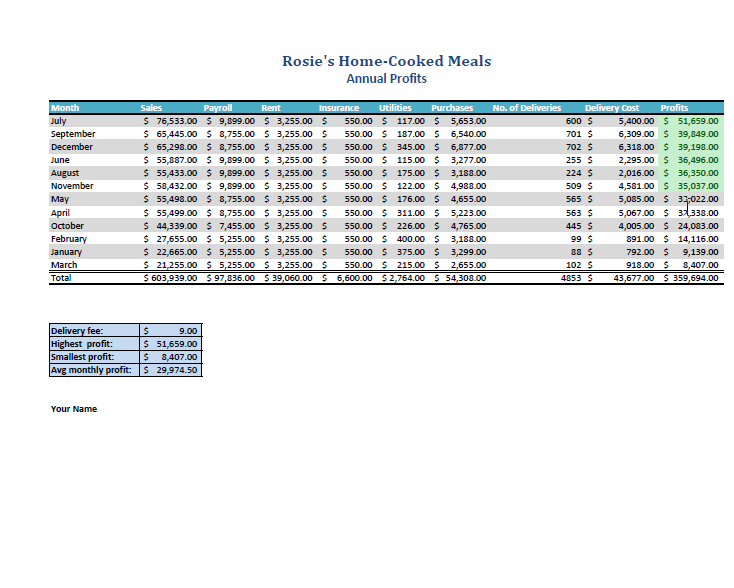 Rosie's Home-Cooked Meals
Annual Profits
Month Sales Payroll Rent Insurance Utilities Purchases No. of Deliveries Delivery Cost Profits
July $ 76,533.00 $ 9,899.00 $ 3,255.00 $ 550.00 $ 117.00 $ 5,653.00 600 $ 5,400.00 $ 51,659.00
September $ 65,445.00 $ 8,755.00 $ 3,255.00 $ 550.00 $ 187.00 $ 6,540.00 701 $ 6,309.00 $ 39,849.00
December $ 65,298.00 $ 8,755.00 $ 3,255.00 $ 550.00 $ 345.00 $ 6,877.00 702 $ 6,318.00 $ 39,198.00
June $ 55,887.00 $ 9,899.00 $ 3,255.00 $ 550.00 $ 115.00 $ 3,277.00 255 $ 2,295.00 $ 36,496.00
August $ 55,433.00 $ 9,899.00 $ 3,255.00 $ 550.00 $ 175.00 $ 3,188.00 224 $ 2,016.00 $ 36,350.00
November $ 58,432.00 $ 9,899.00 $ 3,255.00 $ 550.00 $ 122.00 $ 4,988.00 509 $ 4,581.00 $ 35,037.00
May $ 55,498.00 $ 8,755.00 $ 3,255.00 $ 550.00 $ 176.00 $ 4,655.00 565 $ 5,085.00 $ 33,022.00
April $ 55,499.00 $ 8,755.00 $ 3,255.00 $ 550.00 $ 311.00 $ 5,223.00 563 $ 5,067.00 $ 32,338.00
October $ 44,339.00 $ 7,455.00 $ 3,255.00 $ 550.00 $ 226.00 $ 4,765.00 445 $ 4,005.00 $ 24,083.00
February $ 27,655.00 $ 5,255.00 $ 3,255.00 $ 550.00 $ 400.00 $ 3,188.00 99 $ 891.00 $ 14,116.00
January $ 22,665.00 $ 5,255.00 $ 3,255.00 $ 550.00 $ 375.00 $ 3,299.00 88 $ 792.00 $ 9,139.00
March $ 21,255.00 $ 5,255.00 $ 3,255.00 $ 550.00 $ 215.00 $ 2,655.00 102 $ 918.00 $ 8,407.00
Total $ 603,939.00 $ 97,836.00 $ 39,060.00 $ 6,600.00 $ 2,764.00 $ 54,308.00 4853 $ 43,677.00 $ 359,694.00
Delivery fee: $ 9.00
Highest profit: $ 51,659.00
Smallest profit: $ 8,407.00
Avg monthly profit: $ 29,974.50
Your Name